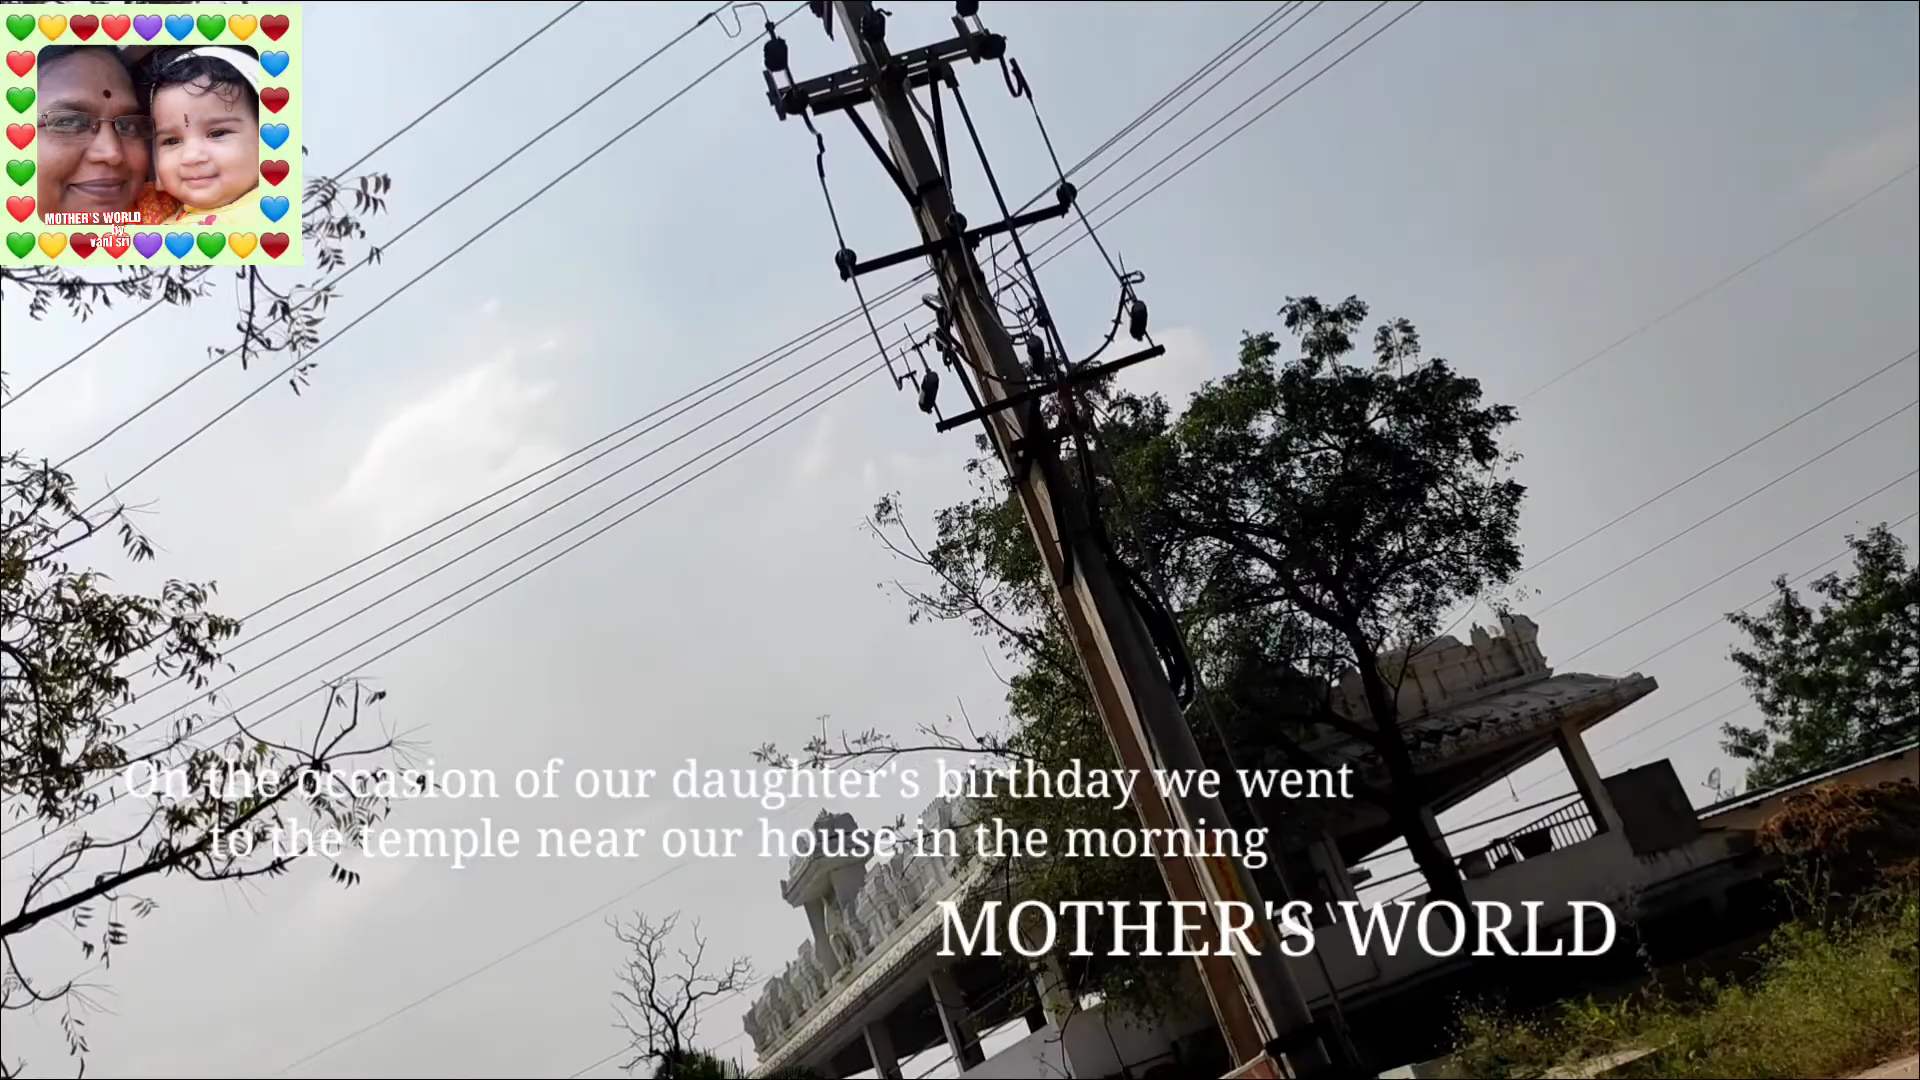 MOTHER'S WORLD
by
vani sri
On the occasion of our daughter's birthday we went
to the temple near our house in the morning
MOTHER'S WORLD